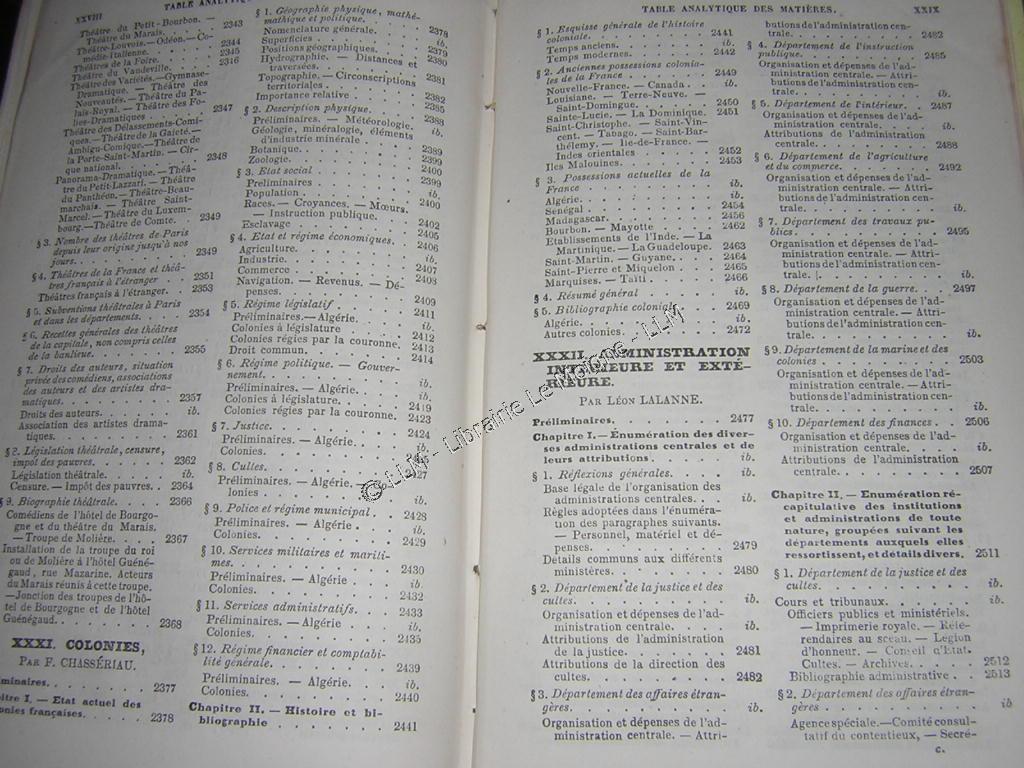 XXVIII
TABLE ANALYT
Théâtre du Petit-Bourbon. —
Théâtre du Marais. . . . 2343
Théâtre-Louvois.—Odéon.—Co-
médie-Italienne. . . . 2344
Théâtres de la Foire. . . . 2345
Théâtre du Vaudeville. . . . 2346
Théâtre des Variétés.—Gymnase-
Dramatique. — Théâtre des
Nouveautés.— Théâtre du Pa-
lais-Royal. — Théâtre des Fo-
lies-Dramatiques . . . . 2347
Théâtre des Délassements-Comi-
ques.—Théâtre de la Gaieté.—
Ambigu-Comique.—Théâtre de
la Porte-Saint-Martin. — Cir-
que national. . . . 2348
Panorama-Dramatique. — Théâ-
tre du Petit-Lazzari. — Théâtre
du Panthéon. — Théâtre-Beau-
marchais. — Théâtre Saint-
Marcel. — Théâtre du Luxem-
bourg.—Théâtre de Comte. . 2349
§ 3. Nombre des théâtres de Paris
depuis leur origine jusqu'à nos
jours. . . . 2349
§ 4. Théâtres de la France et théâ-
tres français à l'étranger . . 2351
Théâtres français à l'étranger. . 2353
§ 5. Subventions théâtrales à Paris
et dans les départements. . . 2354
§ 6. Recettes générales des théâtres
de la capitale, non compris celles
de la banlieue. . . . 2355
§ 7. Droits des auteurs, situation
privée des comédiens, associations
des auteurs et des artistes dra-
matiques. . . . 2357
Droits des auteurs. . . . ib.
Association des artistes drama-
tiques. . . . 2361
§ 8. Législation théâtrale, censure,
impôt des pauvres. . . . 2362
Législation théâtrale. . . . ib.
Censure. — Impôt des pauvres. . 2364
§ 9. Biographie théâtrale. . . . 2366
Comédiens de l'hôtel de Bourgo-
gne et du théâtre du Marais.
— Troupe de Molière. . . . 2367
Installation de la troupe du roi
ou de Molière à l'hôtel Guéné-
gaud, rue Mazarine. Acteurs
du Marais réunis à cette troupe.
—Jonction des troupes de l'hô-
tel de Bourgogne et de l'hôtel
Guénégaud. . . . 2368
XXXI. COLONIES,
PAR F. CHASSÉRIAU.
minaires. . . . 2377
itre I. — Etat actuel des
onies françaises. . . . 2378
§ 1. Géographie physique, mathé-
mathique et politique. . . . 2378
Nomenclature générale. . . . ib.
Superficies . . . . ib.
Positions géographiques. . . . 2379
Hydrographie. — Distances et
traversées. . . . 2380
Topographie. — Circonscriptions
territoriales. . . . 2381
Importance relative . . . . 2382
§ 2. Description physique. . . . 2385
Préliminaires. — Météorologie. . 2388
Géologie, minéralogie, éléments
d'industrie minérale . . . . ib.
Botanique. . . . 2389
Zoologie. . . . 2399
§ 3. Etat social . . . . 2400
Preliminaires . . . . 2399
Population . . . . ib.
Races. — Croyances. — Mœurs.
— Instruction publique. . . . 2400
Esclavage . . . . 2402
§ 4. Etat et régime économiques. . 2405
Agriculture. . . . 2406
Industrie. . . . ib.
Commerce . . . . 2407
Navigation. — Revenus. — Dé-
penses. . . . 2408
§ 5. Régime législatif . . . . 2409
Préliminaires.—Algérie. . . . 2411
Colonies à législature . . . . ib.
Colonies régies par la couronne. 2412
Droit commun. . . . 2413
§ 6. Régime politique. — Gouver-
nement. . . . 2414
Préliminaires. — Algérie. . . . ib.
Colonies à législature. . . . 2419
Colonies régies par la couronne. 2423
§ 7. Justice. . . . 2424
Préliminaires. — Algérie. . . . ib.
Colonies. . . .
§ 8. Cultes. . . .
Préliminaires. — Algérie. — Co-
lonies . . . . ib.
§ 9. Police et régime municipal. . 2428
Préliminaires. — Algérie . . . . ib.
Colonies. . . . 2429
§ 10. Services militaires et mariti-
mes. . . . 2430
Préliminaires. — Algérie . . . . ib.
Colonies. . . . 2432
§ 11. Services administratifs. . . . 2433
Préliminaires. — Algérie. . . . ib.
Colonies. . . . 2435
§ 12. Régime financier et comptabi-
lité générale. . . . 2439
Préliminaires. — Algérie. . . . ib.
Colonies. . . . 2440
Chapitre II. — Histoire et bi-
bliographie . . . . 2441
TABLE ANALYTIQUE DES MATIÈRES.
XXIX
§ 1. Esquisse générale de l'histoire
coloniale. . . . 2441
Temps anciens. . . . ib.
Temps modernes . . . . 2442
§ 2. Anciennes possessions colonia-
les de la France . . . . 2449
Nouvelle-France. — Canada . . ib.
Louisiane. — Terre-Neuve. —
Saint-Domingue. . . . 2450
Sainte-Lucie. — La Dominique. 2451
Saint-Christophe. — Saint-Vin-
cent. — Tabago. — Saint-Bar-
thélemy. — Ile-de-France. —
Indes orientales . . . . 2452
Iles Malouines. . . . 2453
§ 3. Possessions actuelles de la
France . . . . ib.
Algérie. . . . ib.
Sénégal . . . . 2454
Madagascar. . . . 2456
Bourbon. — Mayotte . . . . 2462
Etablissements de l'Inde. — La
Martinique. — La Guadeloupe. 2463
Saint-Martin. — Guyane. . . . 2464
Saint-Pierre et Miquelon . . . . 2465
Marquises. — Taïti. . . . 2466
§ 4. Résumé général . . . . ib.
§ 5. Bibliographie coloniale. . . . 2469
Algérie. . . . ib.
Autres colonies. . . . 2472
XXXII. ADMINISTRATION
INTÉRIEURE ET EXTÉ-
RIEURE.
PAR LÉON LALANNE.
Préliminaires. . . . 2477
Chapitre I. — Énumération des diver-
ses administrations centrales et de
leurs attributions. . . . ib.
§ 1. Réflexions générales. . . . ib.
Base légale de l'organisation des
administrations centrales. . . ib.
Règles adoptées dans l'énuméra-
tion des paragraphes suivants.
— Personnel, matériel et dé-
penses. . . . 2479
Détails communs aux différents
ministères. . . . 2480
§ 2. Département de la justice et des
cultes. . . . ib.
Organisation et dépenses de l'ad-
ministration centrale. . . . ib.
Attributions de l'administration
de la justice. . . . 2481
Attributions de la direction des
cultes. . . . 2482
§ 3. Département des affaires étran-
gères. . . . ib.
Organisation et dépenses de l'ad-
ministration centrale. — Attri-
butions de l'administration cen-
trale. . . . 2482
§ 4. Département de l'instruction
publique. . . . 2485
Organisation et dépenses de l'ad-
ministration centrale. — Attri-
butions de l'administration cen-
trale. . . . ib.
§ 5. Département de l'intérieur. . 2487
Organisation et dépenses de l'ad-
ministration centrale. . . . ib.
Attributions de l'administration
centrale. . . . 2488
§ 6. Département de l'agriculture
et du commerce. . . . 2492
Organisation et dépenses de l'ad-
ministration centrale. — Attri-
butions de l'administration cen-
trale. . . . ib.
§ 7. Département des travaux pu-
blics. . . . 2495
Organisation et dépenses de l'ad-
ministration centrale. — Attri-
butions de l'administration cen-
trale. . . . ib.
§ 8. Département de la guerre. . . 2497
Organisation et dépenses de l'ad-
ministration centrale. — Attri-
butions de l'administration cen-
trale. . . . ib.
§ 9. Département de la marine et des
colonies . . . . 2503
Organisation et dépenses de l'ad-
ministration centrale. — Attri-
butions de l'administration cen-
trale. . . . ib.
§ 10. Département des finances . . 2506
Organisation et dépenses de l'ad-
ministration centrale. . . . ib.
Attributions de l'administration
centrale. . . . 2507
Chapitre II. — Enumération ré-
capitulative des institutions
et administrations de toute
nature, groupées suivant les
départements auxquels elles
ressortissent, et détails divers. 2511
§ 1. Département de la justice et des
cultes. . . . ib.
Cours et tribunaux. . . . ib.
Officiers publics et ministériels.
— Imprimerie royale. — Réfé-
rendaires au sceau. — Légion
d'honneur. — Conseil d'Etat.
Cultes. — Archives. . . . 2512
Bibliographie administrative . . 2513
§ 2. Département des affaires étran-
gères . . . . ib
Agence spéciale.—Comité consul-
tatif du contentieux, — Secré-
c.
© LLM - Librairie Le Moigne - LLM